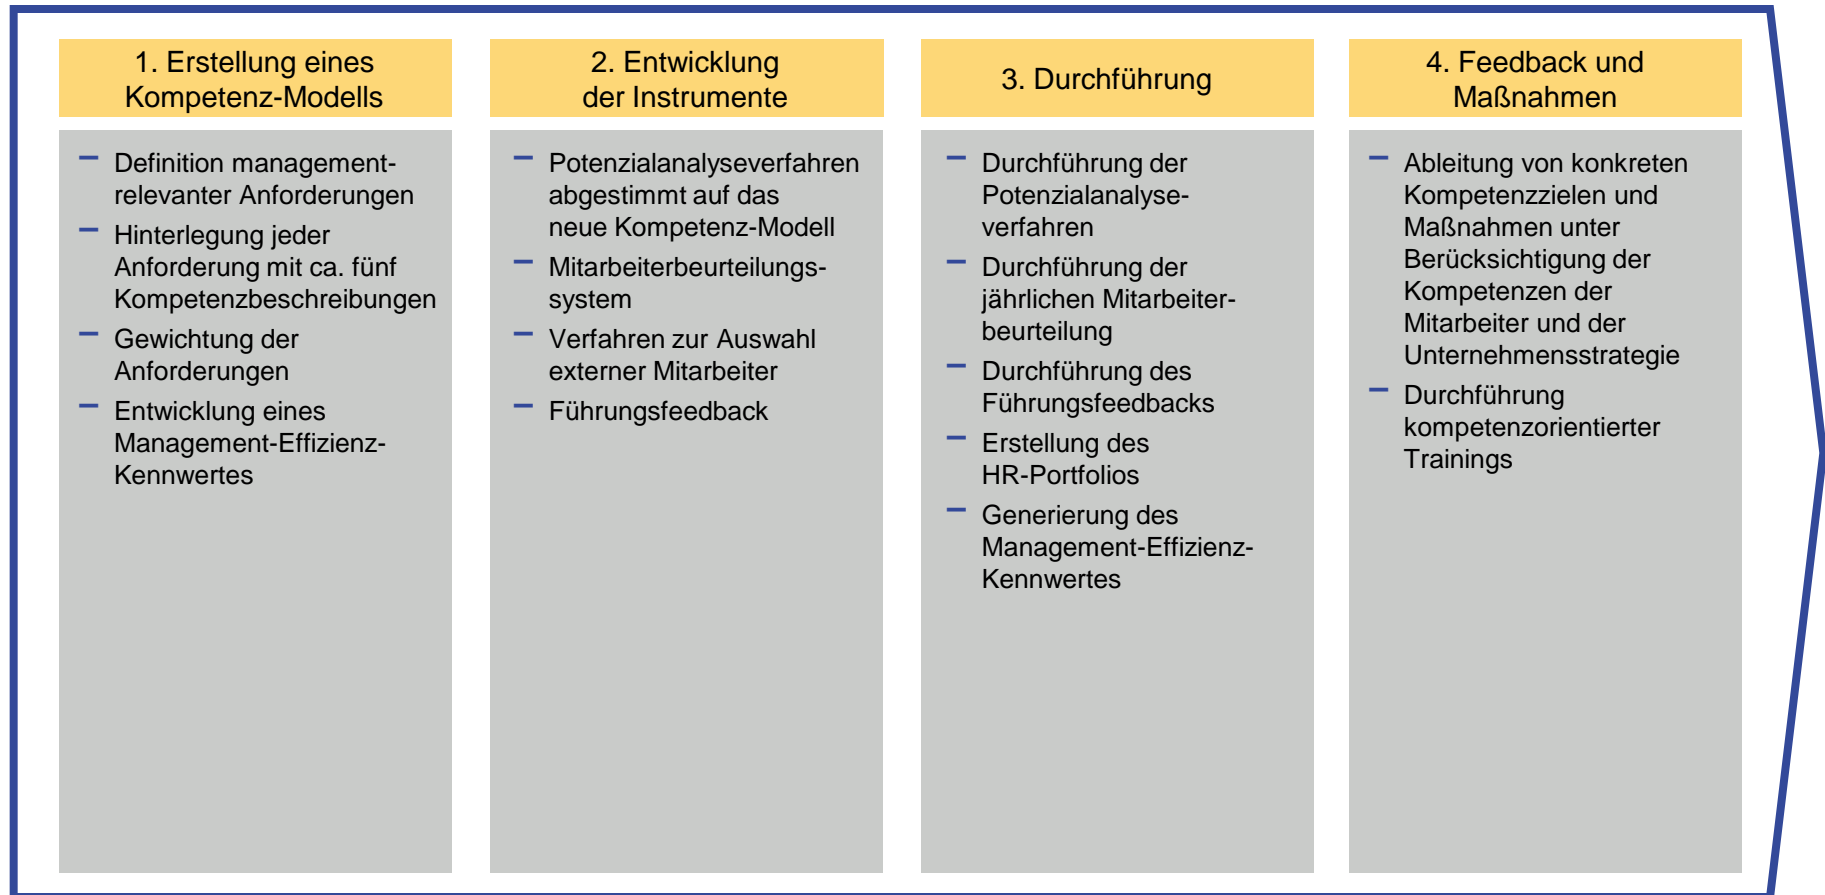 1. Erstellung eines
Kompetenz-Modells
– Definition management-
relevanter Anforderungen
– Hinterlegung jeder
Anforderung mit ca. fünf
Kompetenzbeschreibungen
– Gewichtung der
Anforderungen
– Entwicklung eines
Management-Effizienz-
Kennwertes
2. Entwicklung
der Instrumente
– Potenzialanalyseverfahren
abgestimmt auf das
neue Kompetenz-Modell
– Mitarbeiterbeurteilungs-
system
– Verfahren zur Auswahl
externer Mitarbeiter
– Führungsfeedback
3. Durchführung
– Durchführung der
Potenzialanalyse-
verfahren
– Durchführung der
jährlichen Mitarbeiter-
beurteilung
– Durchführung des
Führungsfeedbacks
– Erstellung des
HR-Portfolios
– Generierung des
Management-Effizienz-
Kennwertes
4. Feedback und
Maßnahmen
– Ableitung von konkreten
Kompetenzzielen und
Maßnahmen unter
Berücksichtigung der
Kompetenzen der
Mitarbeiter und der
Unternehmensstrategie
– Durchführung
kompetenzorientierter
Trainings